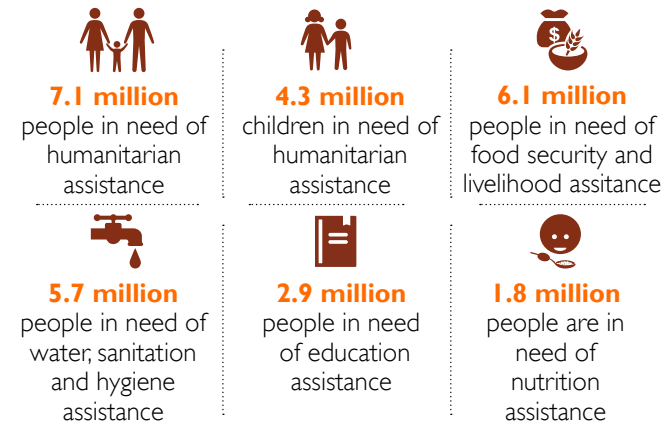 7.1 million
people in need of
humanitarian
assistance
4.3 million
children in need of
humanitarian
assistance
$
6.1 million
people in need of
food security and
livelihood assitance
5.7 million
people in need of
water, sanitation
and hygiene
assistance
2.9 million
people in need
of education
assistance
1.8 million
people are in
need of
nutrition
assistance